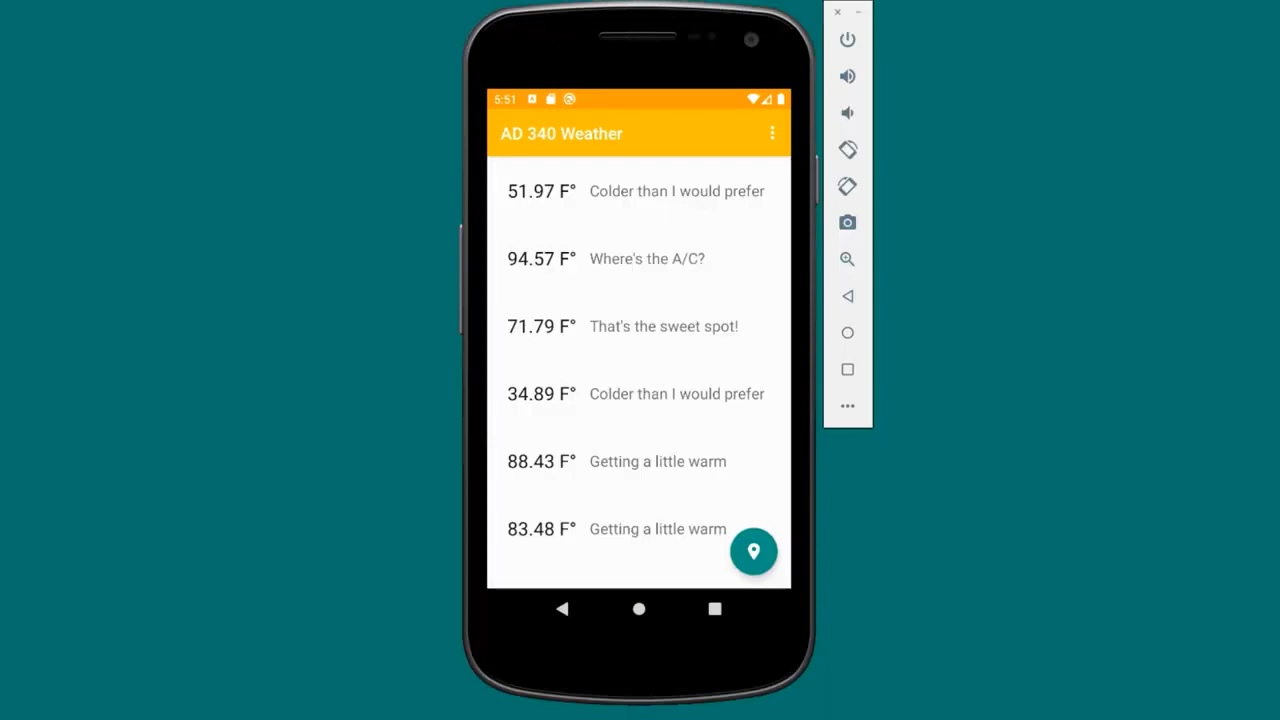 5:51
AD 340 Weather
51.97 F° Colder than I would prefer
94.57 F° Where's the A/C?
71.79 F° That's the sweet spot!
34.89 F° Colder than I would prefer
88.43 F° Getting a little warm
83.48 F° Getting a little warm